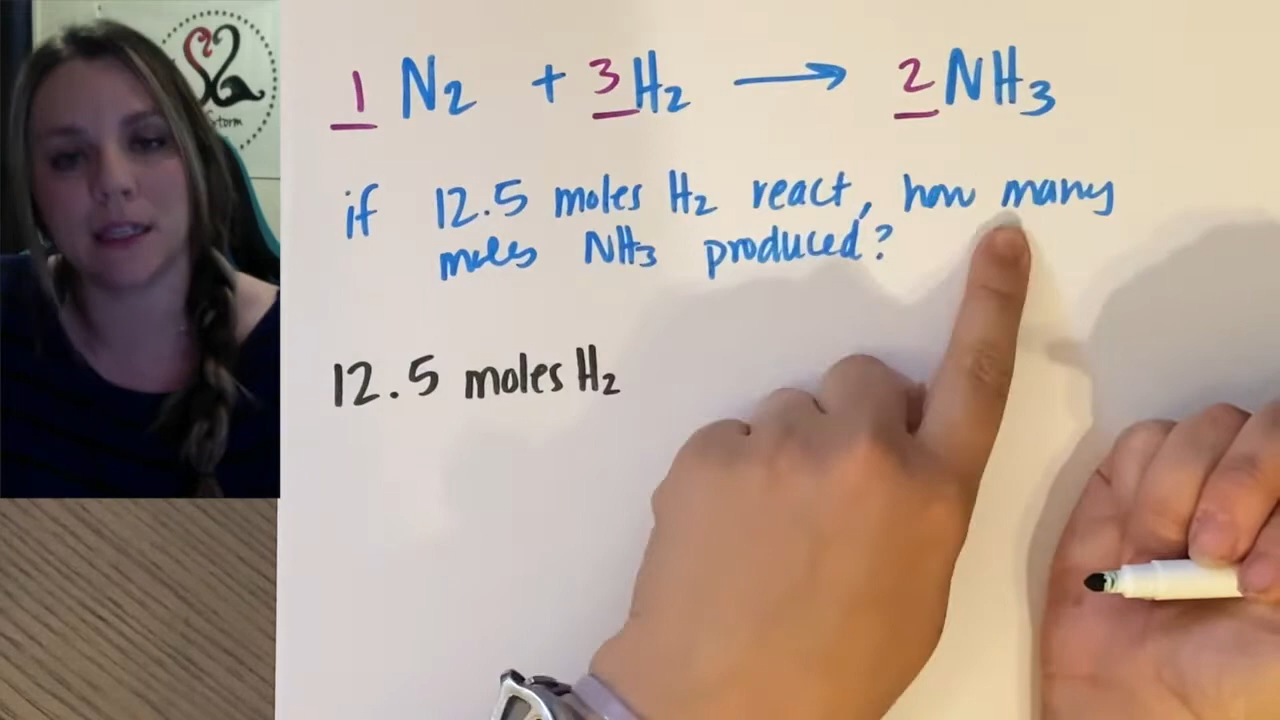 1 N2 + 3 H2 → 2 NH3
if 12.5 moles H2 react, how many
moles NH3 produced?
12.5 moles H2